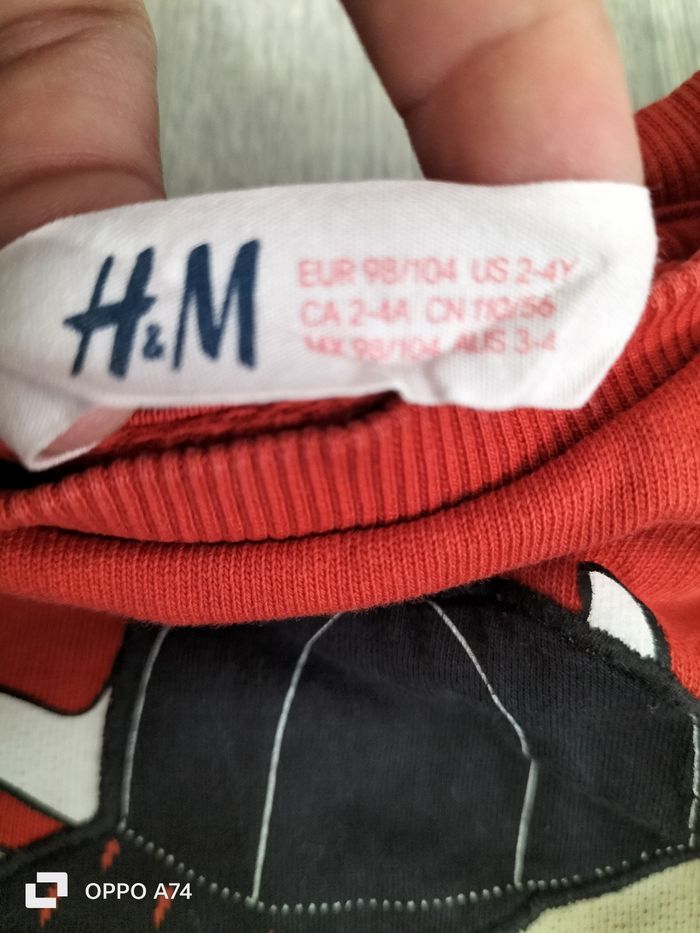 H&M
EUR 98/104 US 2-4Y
CA 2-4A CN 110/56
MX 98/104 AUS 3-4
OPPO A74